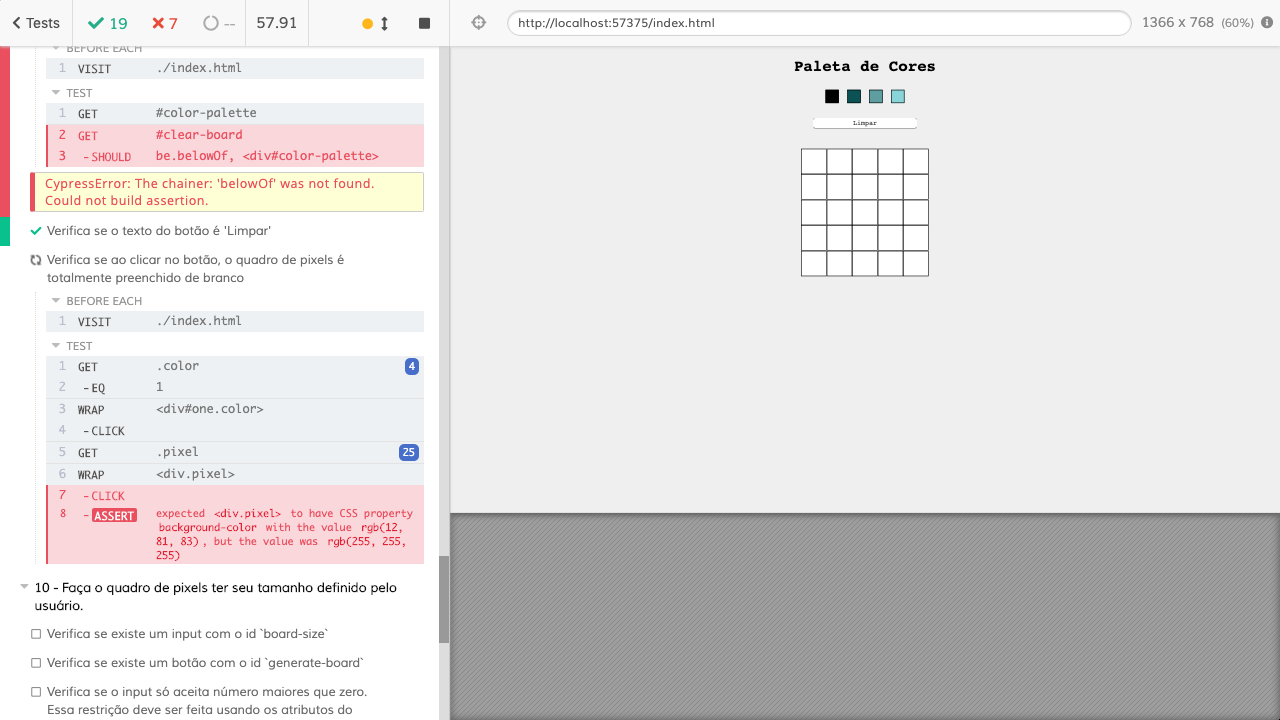 Tests
19
7
--
57.91
http://localhost:57375/index.html
1366 x 768 (60%)
BEFORE EACH
1 VISIT ./index.html
TEST
1 GET #color-palette
2 GET #clear-board
3 - SHOULD be.belowOf, <div#color-palette>
CypressError: The chainer: 'belowOf' was not found.
Could not build assertion.
Verifica se o texto do botão é 'Limpar'
Verifica se ao clicar no botão, o quadro de pixels é
totalmente preenchido de branco
BEFORE EACH
1 VISIT ./index.html
TEST
1 GET .color 4
2 - EQ 1
3 WRAP <div#one.color>
4 - CLICK
5 GET .pixel 25
6 WRAP <div.pixel>
7 - CLICK
8 - ASSERT expected <div.pixel> to have CSS property
background-color with the value rgb(12,
81, 83), but the value was rgb(255, 255,
255)
10 - Faça o quadro de pixels ter seu tamanho definido pelo
usuário.
Verifica se existe um input com o id `board-size`
Verifica se existe um botão com o id `generate-board`
Verifica se o input só aceita número maiores que zero.
Essa restrição deve ser feita usando os atributos do
Paleta de Cores
Limpar